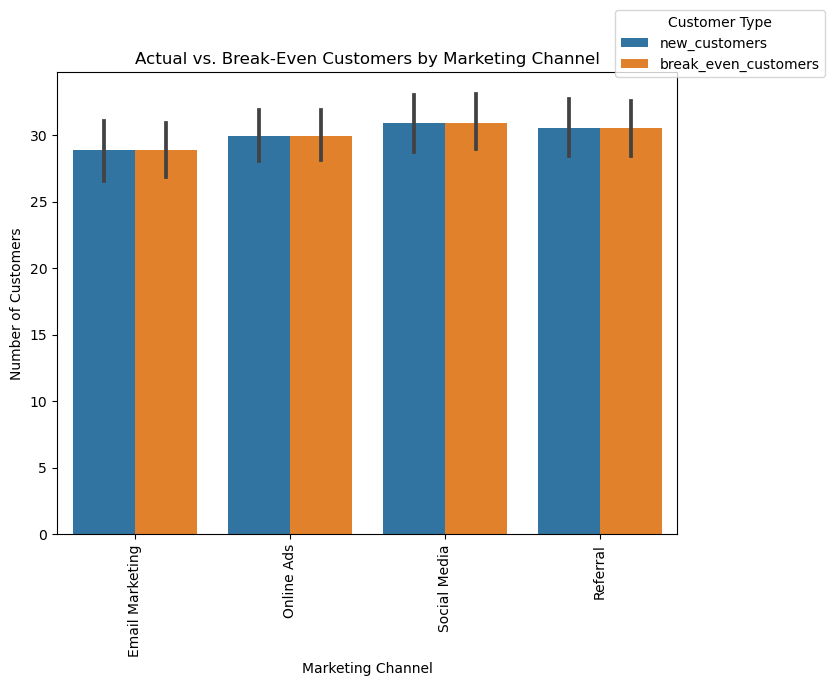 Customer Type
new_customers
break_even_customers
Actual vs. Break-Even Customers by Marketing Channel
Number of Customers
30
25
20
15
10
5
0
Email Marketing
Online Ads
Social Media
Referral
Marketing Channel